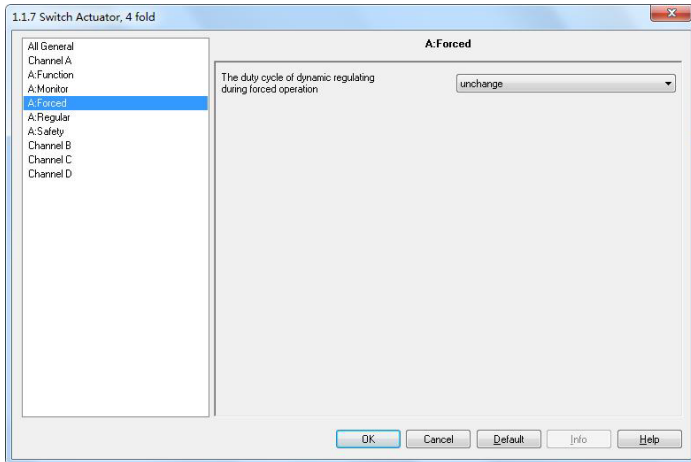 1.1.7 Switch Actuator, 4 fold
All General
Channel A
A:Function
A:Monitor
A:Forced
A:Regular
A:Safety
Channel B
Channel C
Channel D
A:Forced
The duty cycle of dynamic regulating
during forced operation
unchange
OK
Cancel
Default
Info
Help